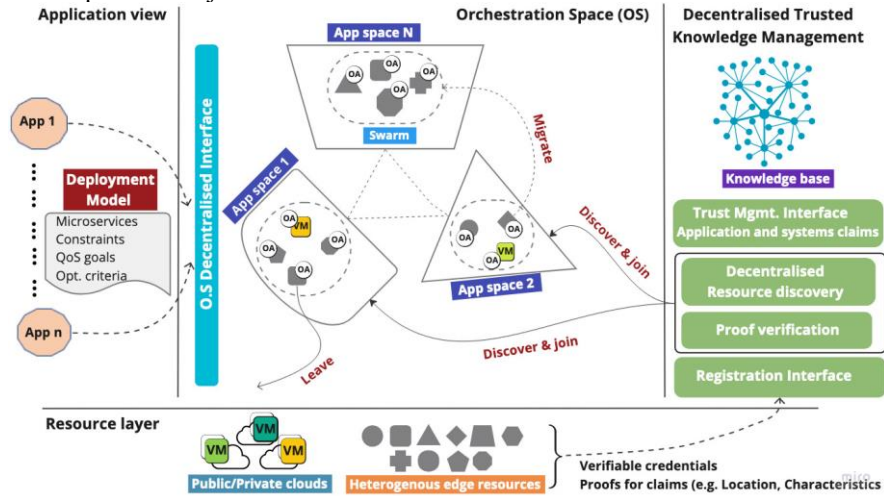 Application view
Orchestration Space (OS)
Decentralised Trusted
Knowledge Management
App 1
Deployment
Model
Microservices
Constraints
QoS goals
Opt. criteria
App n
O.S Decentralised Interface
App space N
OA
OA
OA
OA
Swarm
Migrate
App space 1
OA
VM
OA
OA
OA
Leave
OA
OA
VM
OA
App space 2
Discover & join
Discover & join
Knowledge base
Trust Mgmt. Interface
Application and systems claims
Decentralised
Resource discovery
Proof verification
Registration Interface
Resource layer
VM
VM
VM
Public/Private clouds
Heterogenous edge resources
Verifiable credentials
Proofs for claims (e.g. Location, Characteristics
miro